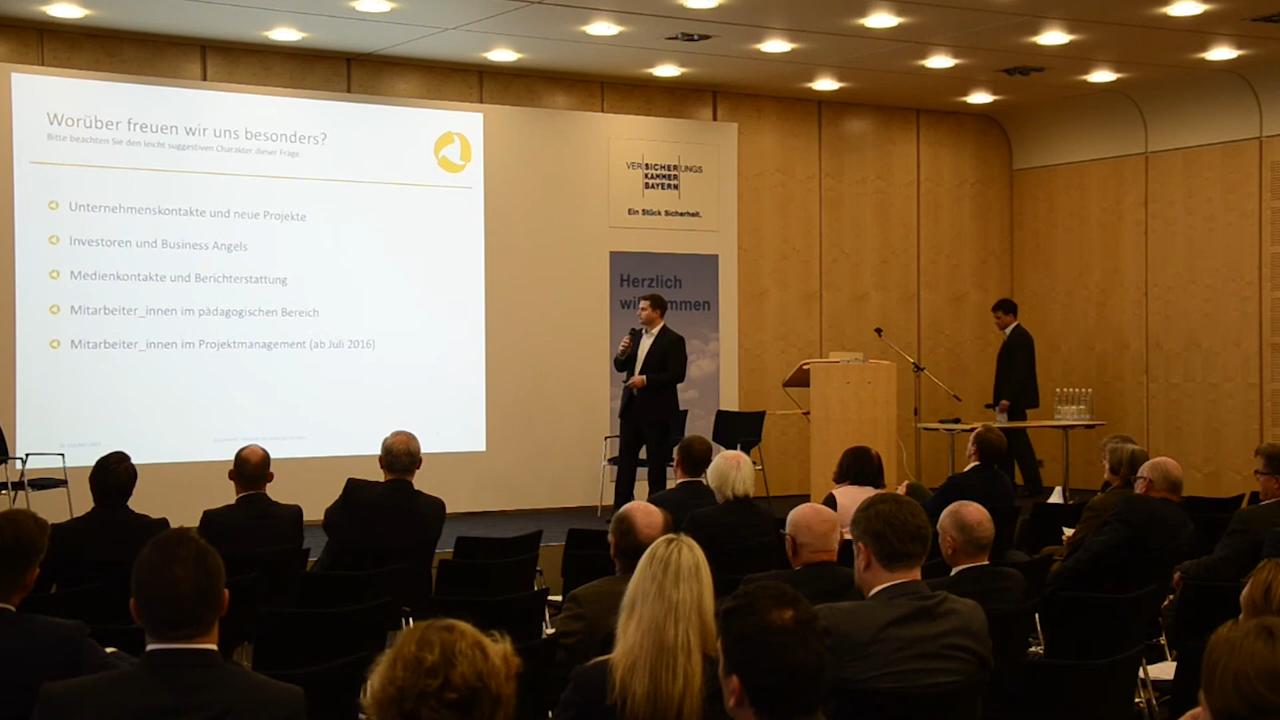 Worüber freuen wir uns besonders?
Bitte beachten Sie den leicht suggestiven Charakter dieser Frage.
Unternehmenskontakte und neue Projekte
Investoren und Business Angels
Medienkontakte und Berichterstattung
Mitarbeiter_innen im pädagogischen Bereich
Mitarbeiter_innen im Projektmanagement (ab Juli 2016)
VERSICHERUNGS
KAMMER
BAYERN
Ein Stück Sicherheit.
Herzlich